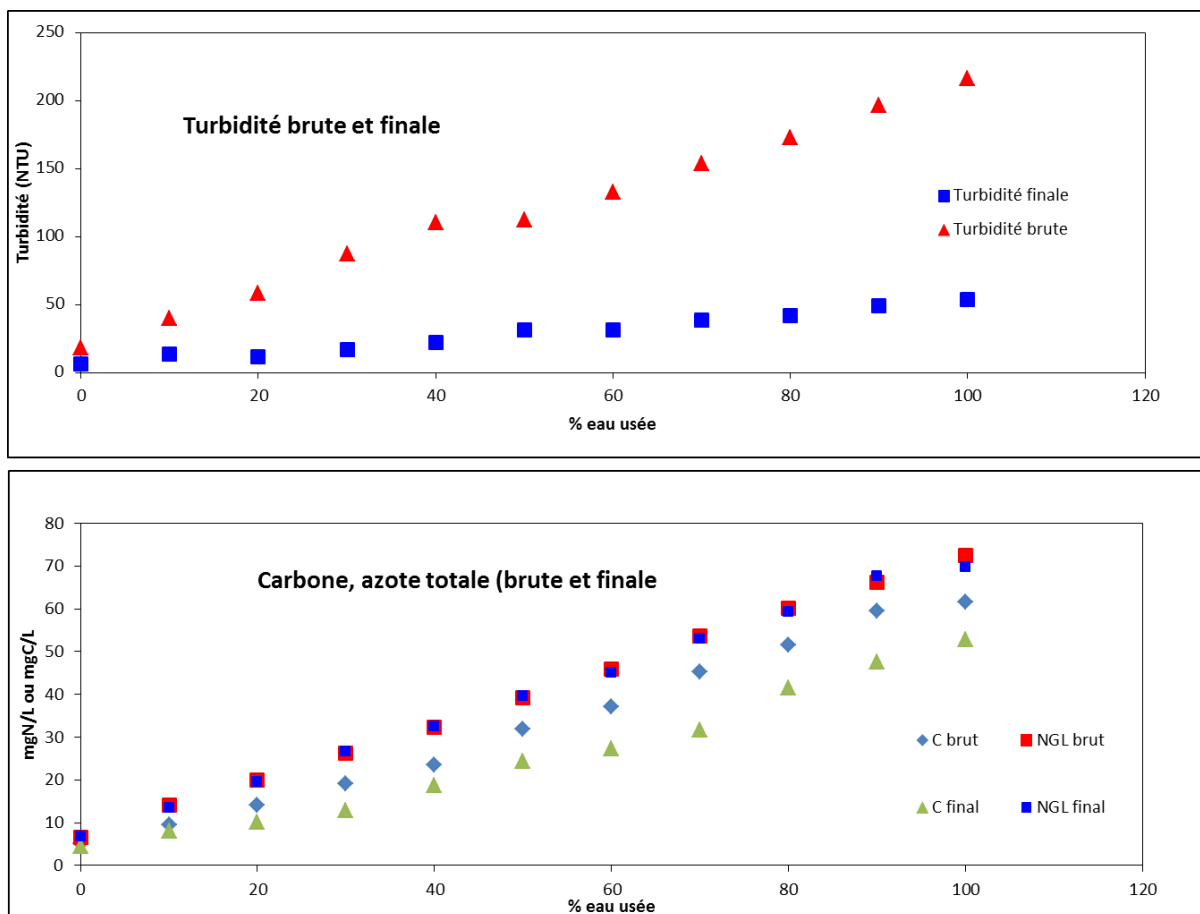 Turbidité brute et finale
Turbidité (NTU)
250
200
150
100
50
0
0 20 40 60 80 100 120
% eau usée
Turbidité finale
Turbidité brute
Carbone, azote totale (brute et finale
mgN/L ou mgC/L
80
70
60
50
40
30
20
10
0
0 20 40 60 80 100 120
% eau usée
C brut NGL brut
C final NGL final